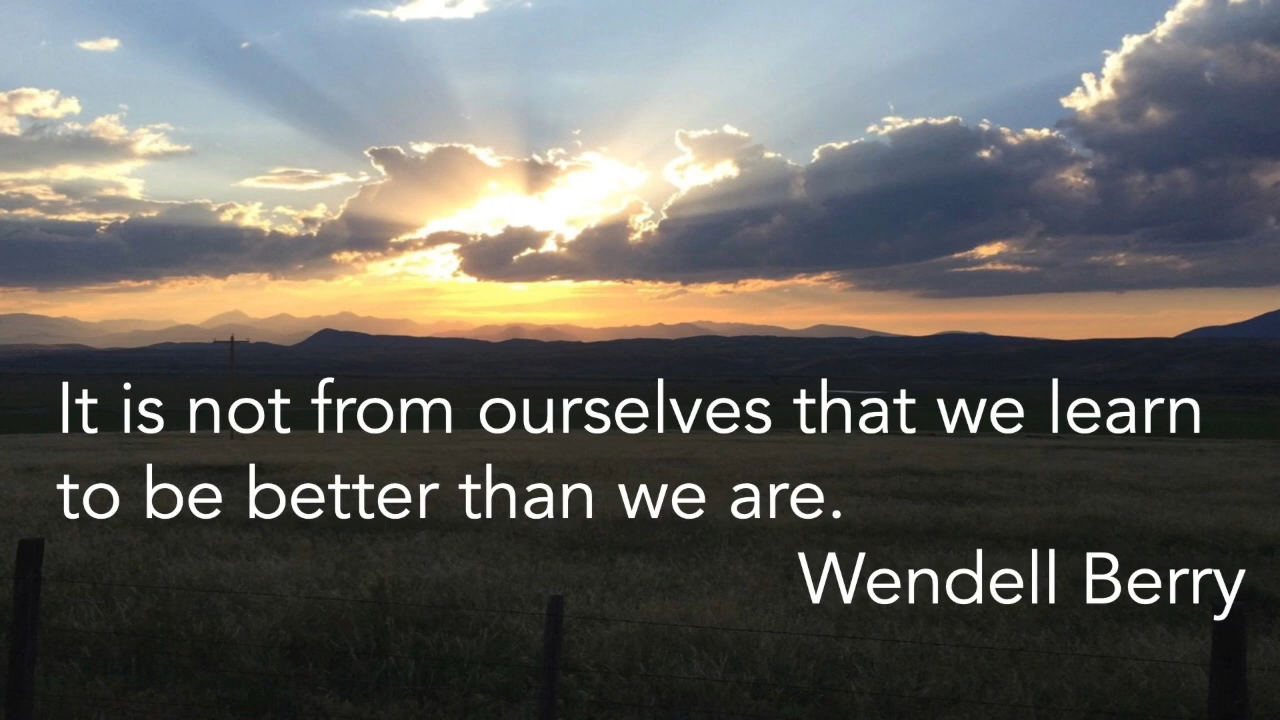 It is not from ourselves that we learn
to be better than we are.
Wendell Berry